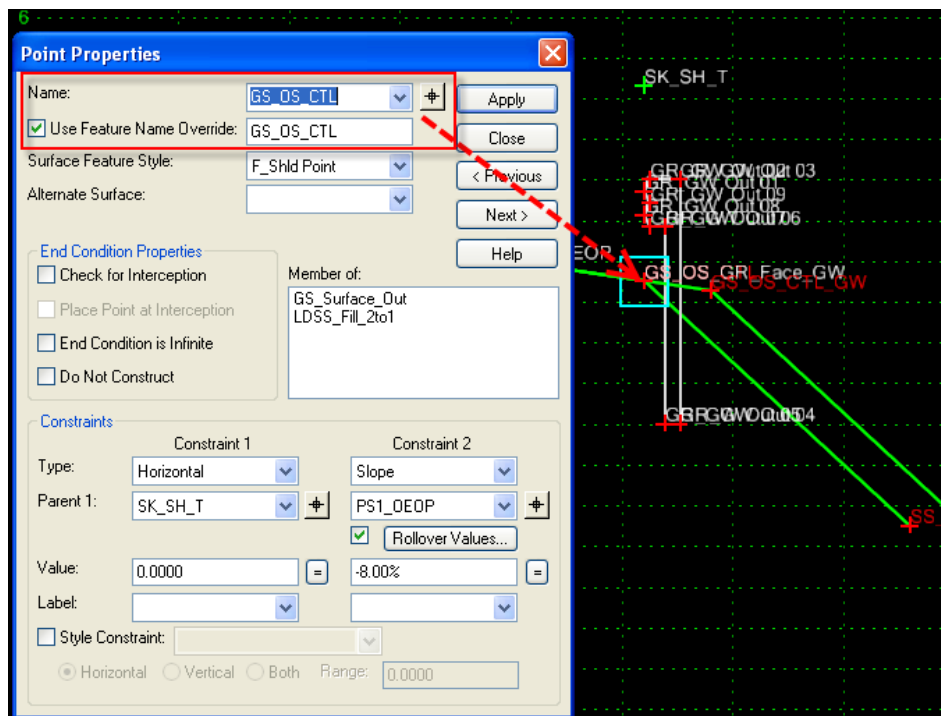 6
Point Properties
Name:
GS_OS_CTL
Apply
Use Feature Name Override:
GS_OS_CTL
Close
Surface Feature Style:
F_Shld Point
< Previous
Alternate Surface:
Next >
Help
End Condition Properties
Check for Interception
Place Point at Interception
End Condition is Infinite
Do Not Construct
Member of:
GS_Surface_Out
LDSS_Fill_2to1
Constraints
Constraint 1
Constraint 2
Type:
Horizontal
Slope
Parent 1:
SK_SH_T
PS1_OEOP
Rollover Values...
Value:
0.0000
=
-8.00%
=
Label:
Style Constraint:
Horizontal
Vertical
Both
Range:
0.0000
SK_SH_T
EOP
GS_OS_GRL_Face_GW
GS_OS_CTL_GW
SS_